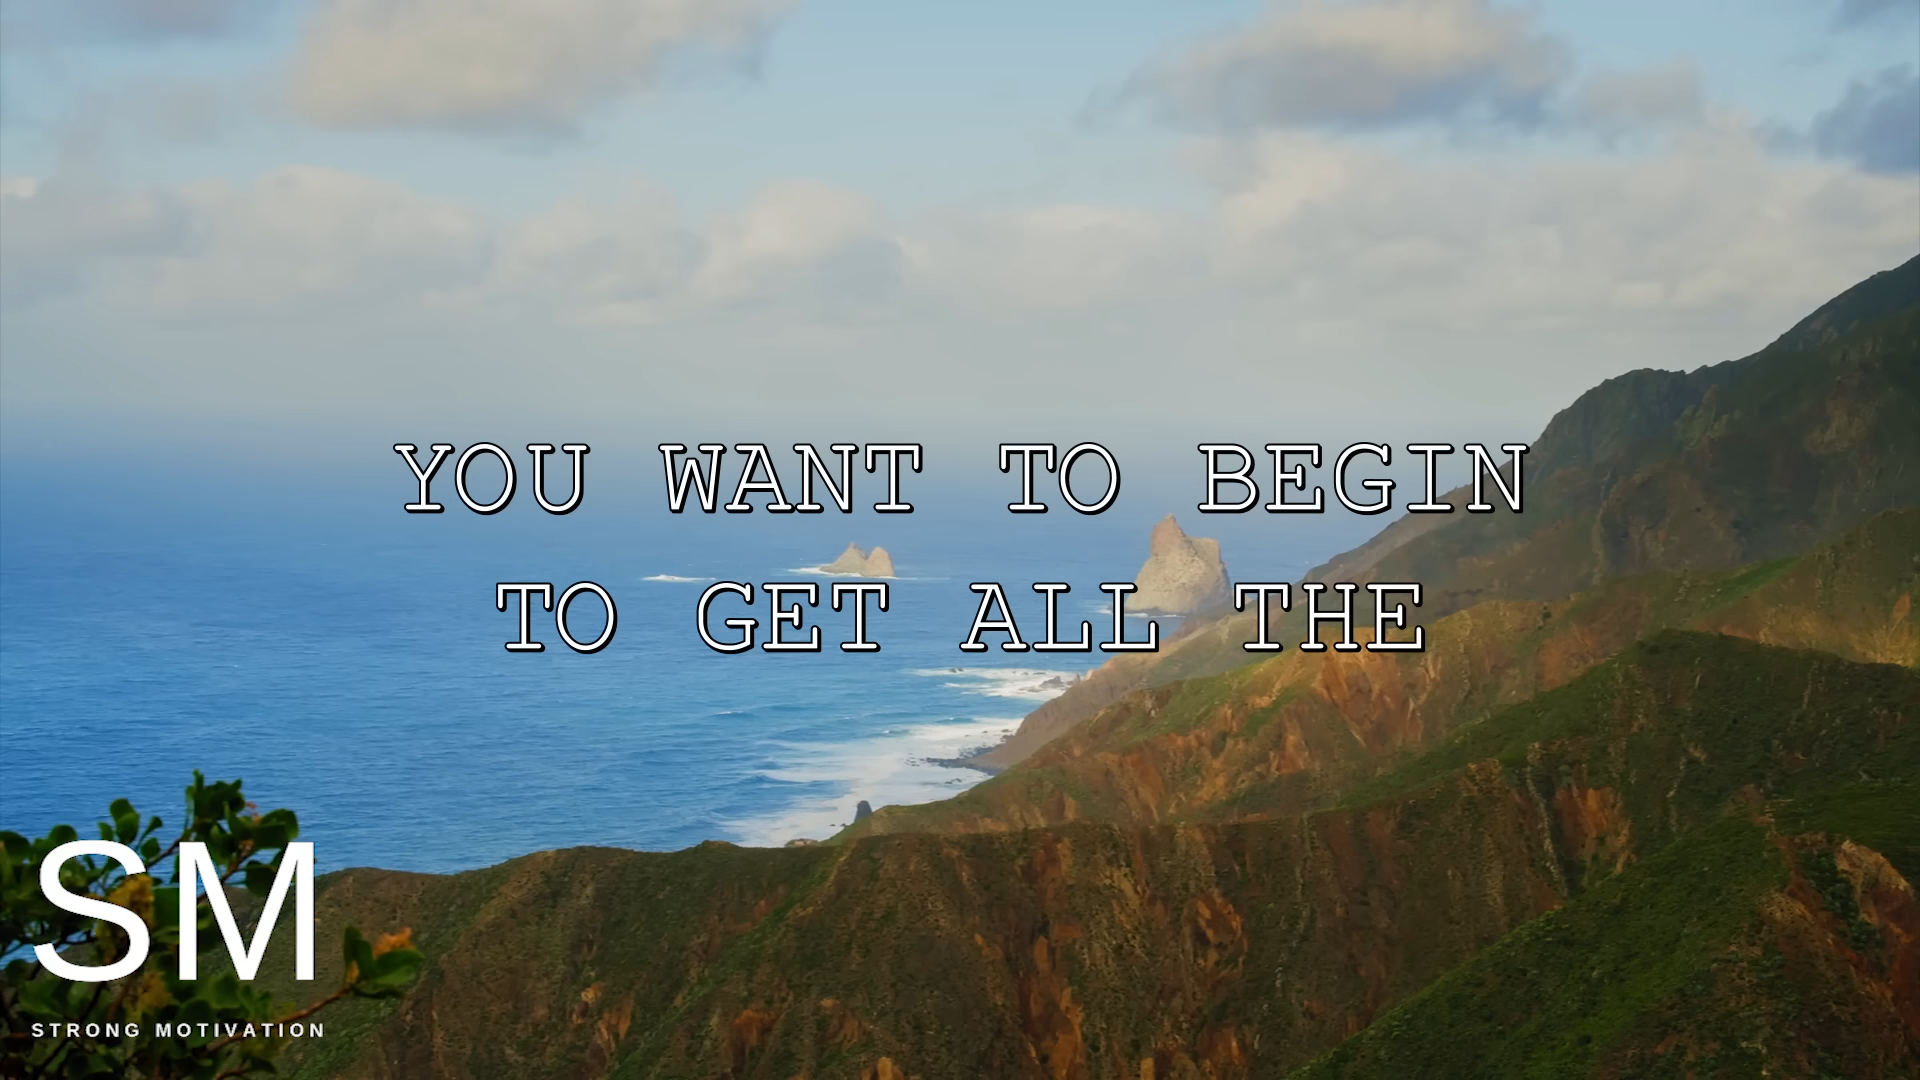 YOU WANT TO BEGIN
TO GET ALL THE
SM
STRONG MOTIVATION